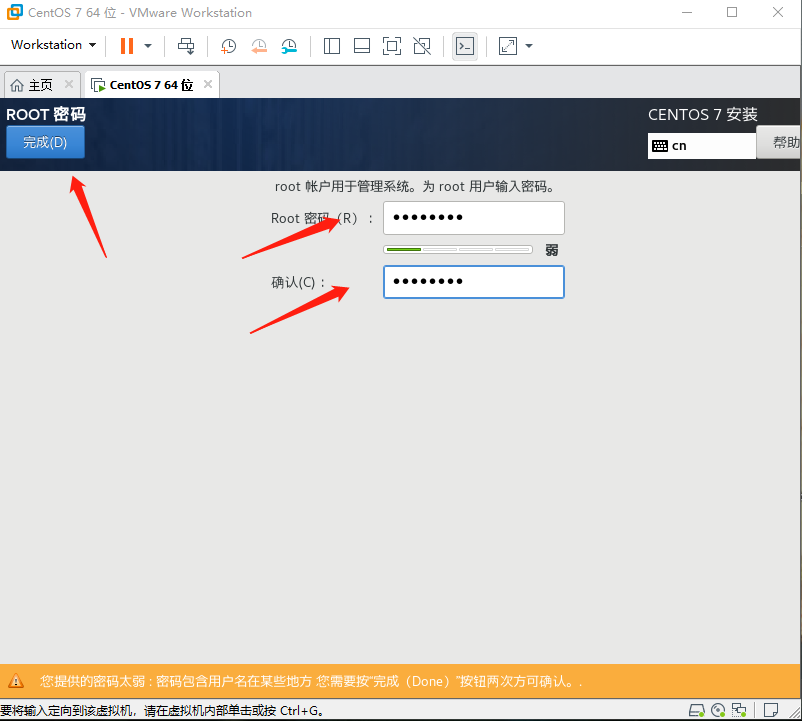 CentOS 7 64 位 - VMware Workstation
Workstation
主页
CentOS 7 64 位
ROOT 密码
CENTOS 7 安装
完成(D)
cn
帮助
root 帐户用于管理系统。为 root 用户输入密码。
Root 密码（R）：
●●●●●●●●
弱
确认(C)：
●●●●●●●●
您提供的密码太弱 : 密码包含用户名在某些地方 您需要按“完成（Done）”按钮两次方可确认。.
要将输入定向到该虚拟机，请在虚拟机内部单击或按 Ctrl+G。